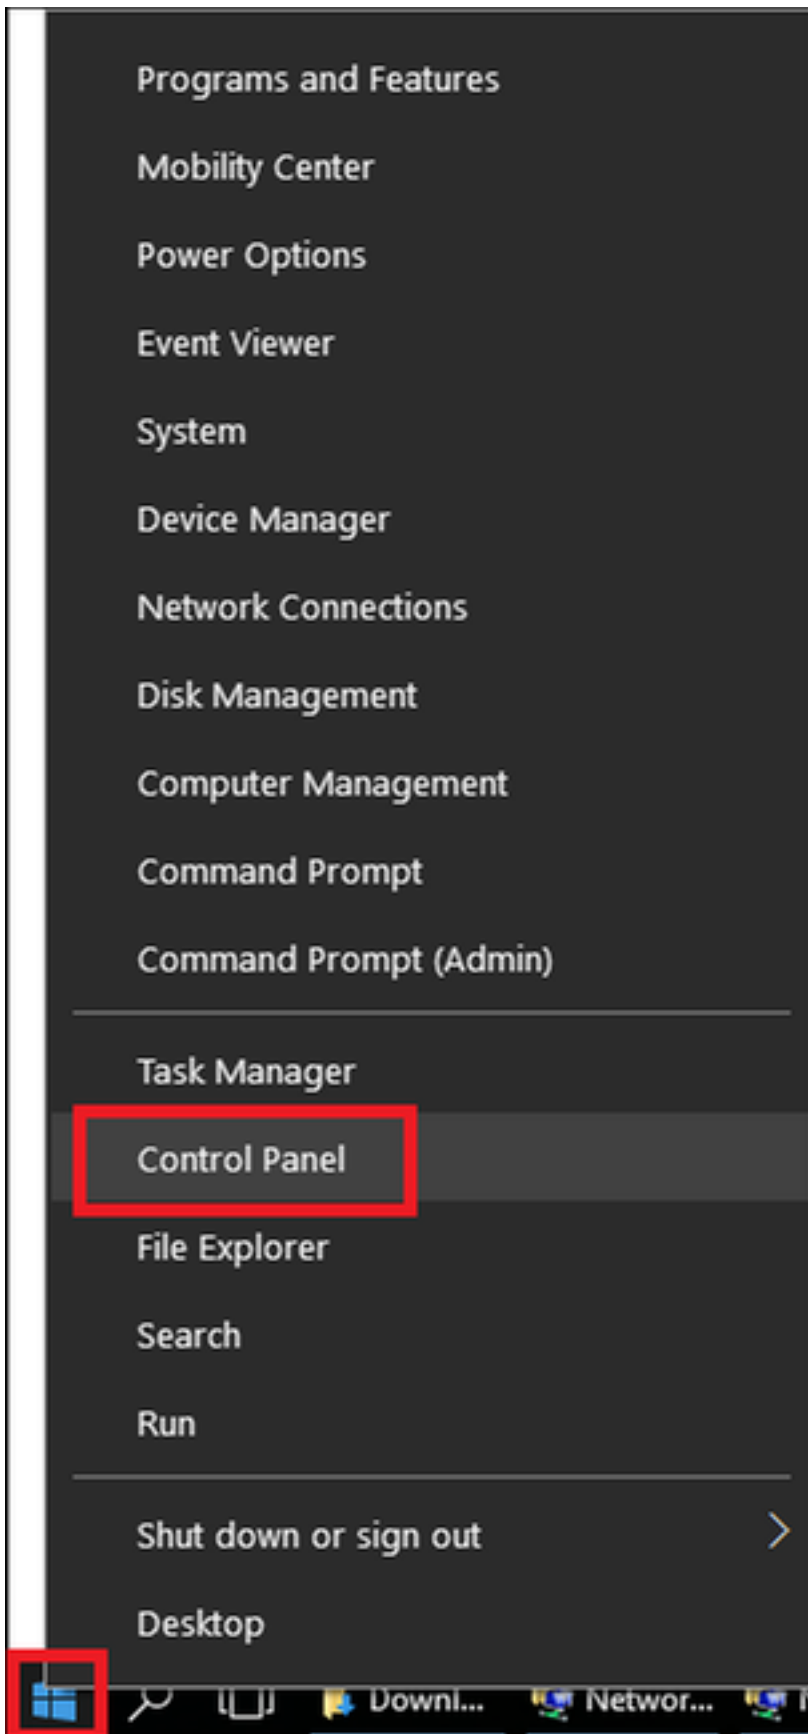 Programs and Features
Mobility Center
Power Options
Event Viewer
System
Device Manager
Network Connections
Disk Management
Computer Management
Command Prompt
Command Prompt (Admin)
Task Manager
Control Panel
File Explorer
Search
Run
Shut down or sign out
Desktop
Downl... Networ...